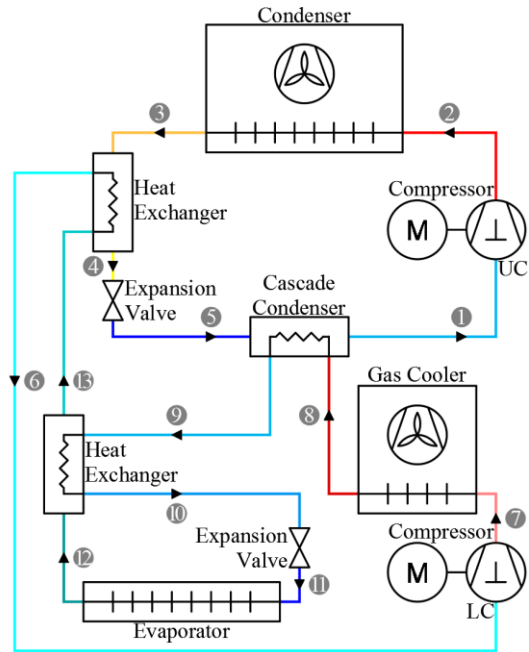 Condenser
3
2
Heat
Exchanger
Compressor
M
UC
4
Expansion
Valve
Cascade
Condenser
5
1
6
13
Gas Cooler
9
8
Heat
Exchanger
10
7
Expansion
Valve
Compressor
M
LC
12
11
Evaporator